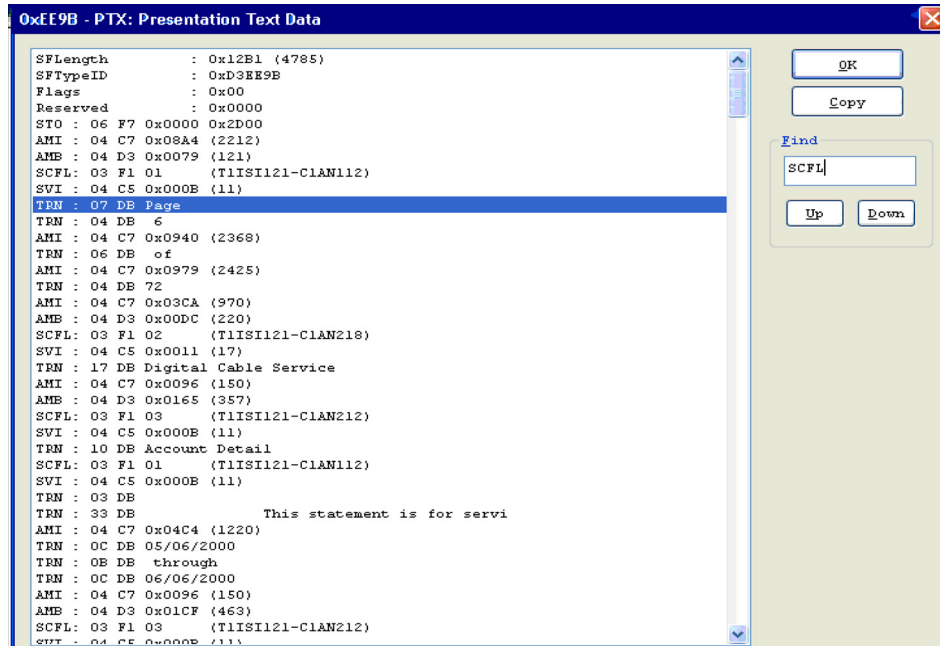 0xEE9B - PTX: Presentation Text Data
SFLength : 0x12B1 (4785)
SFTypeID : 0xD3EE9B
Flags : 0x00
Reserved : 0x0000
STO : 06 F7 0x0000 0x2D00
AMI : 04 C7 0x08A4 (2212)
AMB : 04 D3 0x0079 (121)
SCFL: 03 F1 01 (T1ISI121-C1AN112)
SVI : 04 C5 0x000B (11)
TRN : 07 DB Page
TRN : 04 DB 6
AMI : 04 C7 0x0940 (2368)
TRN : 06 DB of
AMI : 04 C7 0x0979 (2425)
TRN : 04 DB 72
AMI : 04 C7 0x03CA (970)
AMB : 04 D3 0x00DC (220)
SCFL: 03 F1 02 (T1ISI121-C1AN218)
SVI : 04 C5 0x0011 (17)
TRN : 17 DB Digital Cable Service
AMI : 04 C7 0x0096 (150)
AMB : 04 D3 0x0165 (357)
SCFL: 03 F1 03 (T1ISI121-C1AN212)
SVI : 04 C5 0x000B (11)
TRN : 10 DB Account Detail
SCFL: 03 F1 01 (T1ISI121-C1AN112)
SVI : 04 C5 0x000B (11)
TRN : 03 DB
TRN : 33 DB This statement is for servi
AMI : 04 C7 0x04C4 (1220)
TRN : 0C DB 05/06/2000
TRN : 0B DB through
TRN : 0C DB 06/06/2000
AMI : 04 C7 0x0096 (150)
AMB : 04 D3 0x01CF (463)
SCFL: 03 F1 03 (T1ISI121-C1AN212)
SVI : 04 C5 0x000B (11)
OK
Copy
Find
SCFL
Up
Down